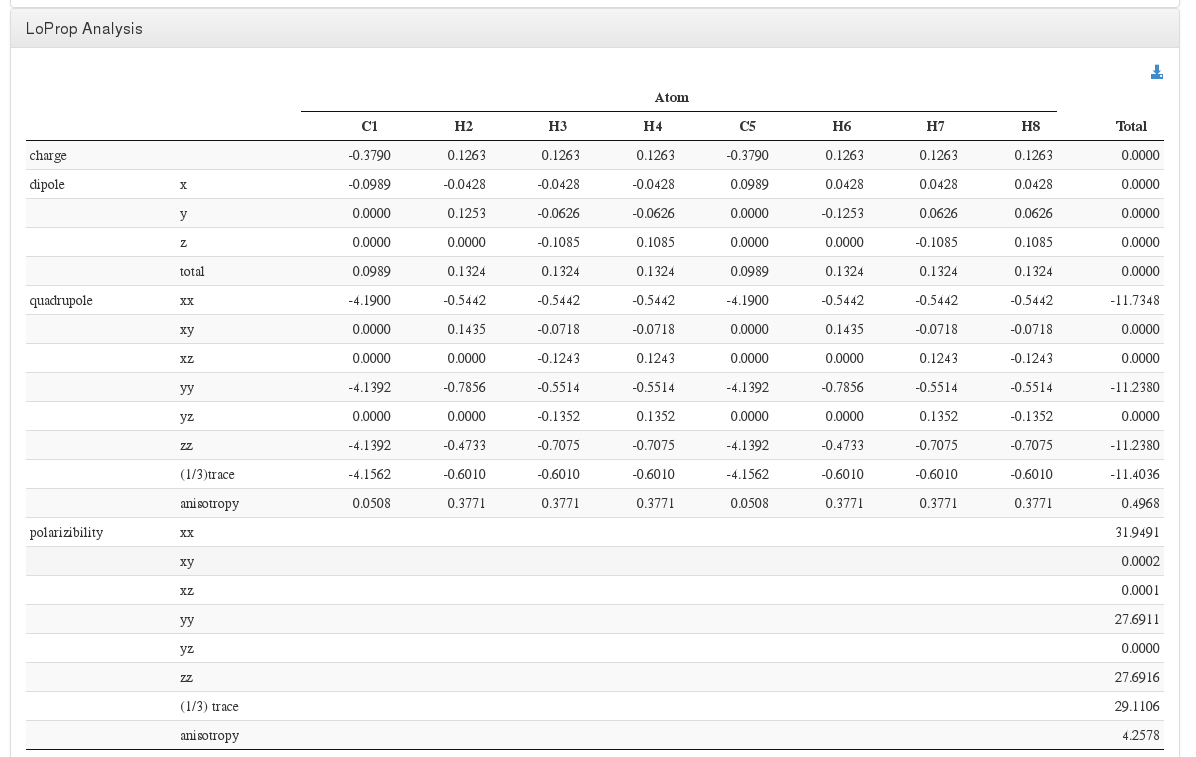 LoProp Analysis
Atom
C1 H2 H3 H4 C5 H6 H7 H8 Total
charge -0.3790 0.1263 0.1263 0.1263 -0.3790 0.1263 0.1263 0.1263 0.0000
dipole x -0.0989 -0.0428 -0.0428 -0.0428 0.0989 0.0428 0.0428 0.0428 0.0000
y 0.0000 0.1253 -0.0626 -0.0626 0.0000 -0.1253 0.0626 0.0626 0.0000
z 0.0000 0.0000 -0.1085 0.1085 0.0000 0.0000 -0.1085 0.1085 0.0000
total 0.0989 0.1324 0.1324 0.1324 0.0989 0.1324 0.1324 0.1324 0.0000
quadrupole xx -4.1900 -0.5442 -0.5442 -0.5442 -4.1900 -0.5442 -0.5442 -0.5442 -11.7348
xy 0.0000 0.1435 -0.0718 -0.0718 0.0000 0.1435 -0.0718 -0.0718 0.0000
xz 0.0000 0.0000 -0.1243 0.1243 0.0000 0.0000 0.1243 -0.1243 0.0000
yy -4.1392 -0.7856 -0.5514 -0.5514 -4.1392 -0.7856 -0.5514 -0.5514 -11.2380
yz 0.0000 0.0000 -0.1352 0.1352 0.0000 0.0000 0.1352 -0.1352 0.0000
zz -4.1392 -0.4733 -0.7075 -0.7075 -4.1392 -0.4733 -0.7075 -0.7075 -11.2380
(1/3)trace -4.1562 -0.6010 -0.6010 -0.6010 -4.1562 -0.6010 -0.6010 -0.6010 -11.4036
anisotropy 0.0508 0.3771 0.3771 0.3771 0.0508 0.3771 0.3771 0.3771 0.4968
polarizibility xx 31.9491
xy 0.0002
xz 0.0001
yy 27.6911
yz 0.0000
zz 27.6916
(1/3) trace 29.1106
anisotropy 4.2578